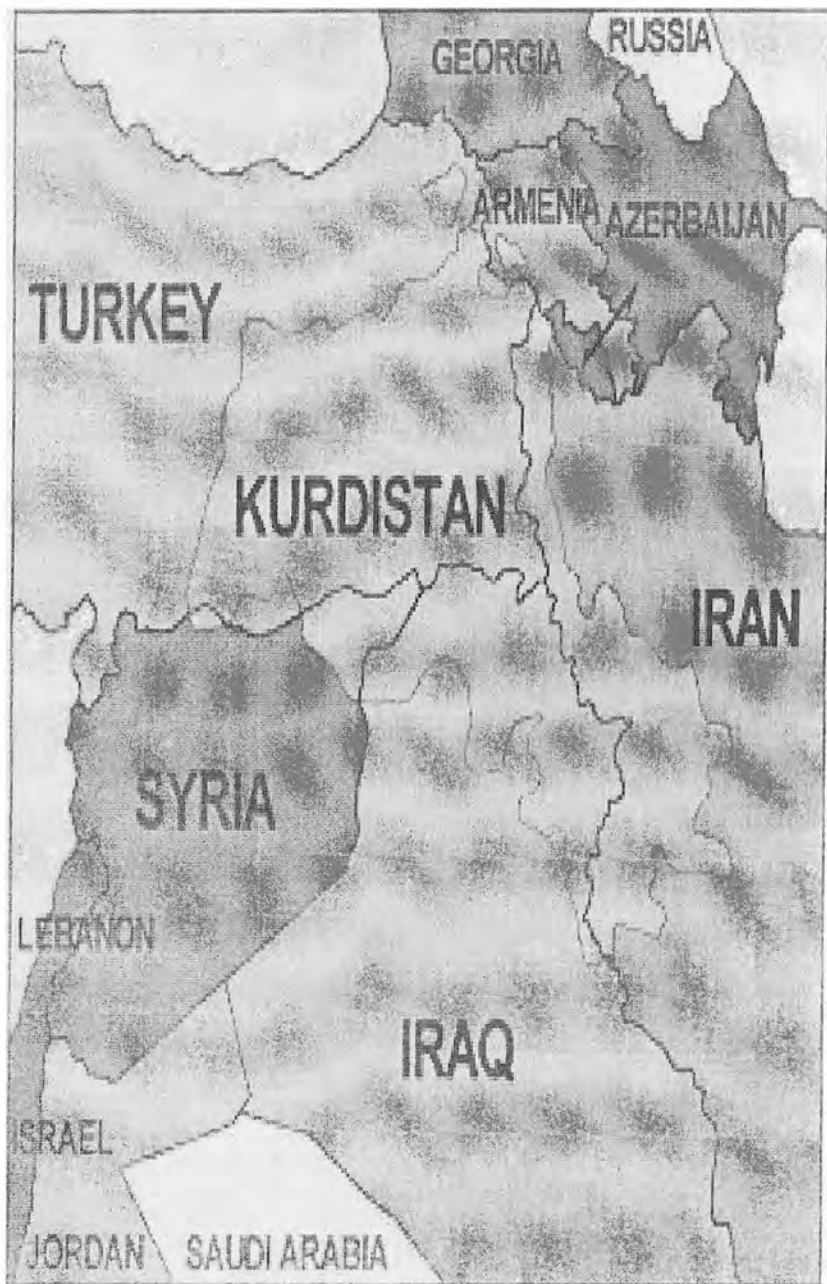 RUSSIA
GEORGIA
ARMENIA
AZERBAIJAN
TURKEY
KURDISTAN
IRAN
SYRIA
LEBANON
IRAQ
ISRAEL
JORDAN
SAUDI ARABIA